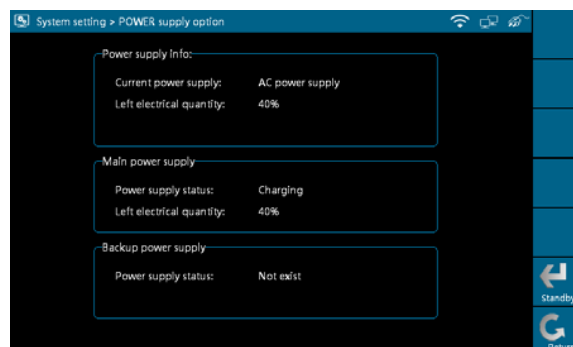 System setting > POWER supply option
Power supply info:
Current power supply: AC power supply
Left electrical quantity: 40%
Main power supply
Power supply status: Charging
Left electrical quantity: 40%
Backup power supply
Power supply status: Not exist
Standby
Return